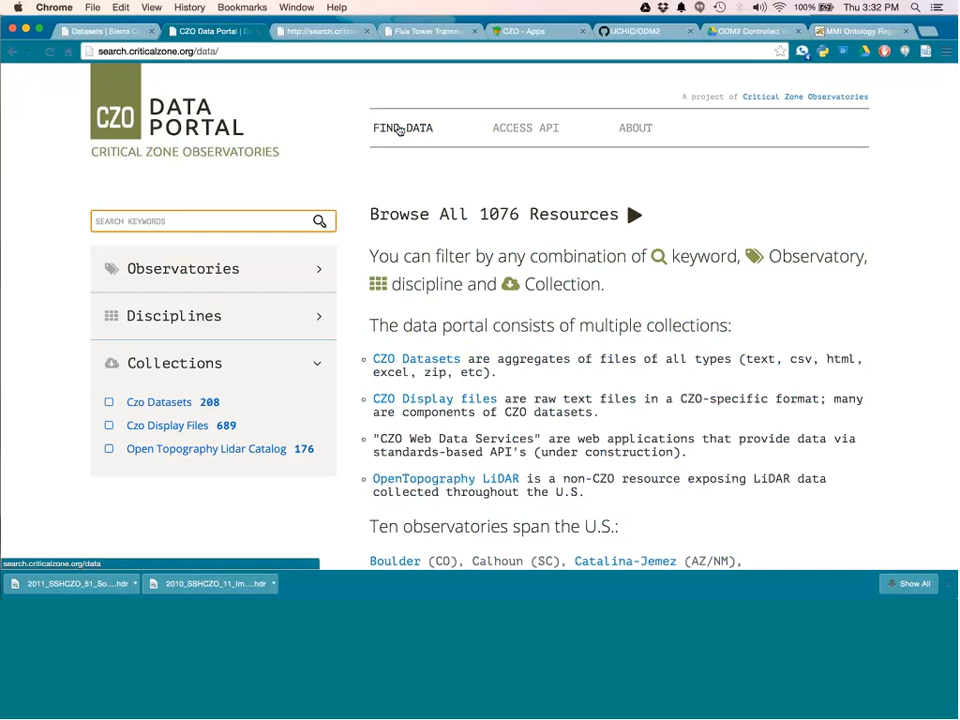 Chrome File Edit View History Bookmarks Window Help 100% Thu 3:32 PM
Datasets | Sierra C CZO Data Portal | D http://search.critica Flux Tower Transec CZO - Apps UCHIC/ODM2 ODM2 Controlled V MMI Ontology Reg
search.criticalzone.org/data/
CZO DATA PORTAL
CRITICAL ZONE OBSERVATORIES
A project of Critical Zone Observatories
FIND DATA ACCESS API ABOUT
SEARCH KEYWORDS
Observatories
Disciplines
Collections
Czo Datasets 208
Czo Display Files 689
Open Topography Lidar Catalog 176
Browse All 1076 Resources
You can filter by any combination of keyword, Observatory,
discipline and Collection.
The data portal consists of multiple collections:
CZO Datasets are aggregates of files of all types (text, csv, html,
excel, zip, etc).
CZO Display files are raw text files in a CZO-specific format; many
are components of CZO datasets.
"CZO Web Data Services" are web applications that provide data via
standards-based API's (under construction).
OpenTopography LiDAR is a non-CZO resource exposing LiDAR data
collected throughout the U.S.
Ten observatories span the U.S.:
Boulder (CO), Calhoun (SC), Catalina-Jemez (AZ/NM),
search.criticalzone.org/data
2011_SSHCZO_51_So....hdr 2010_SSHCZO_11_Im....hdr Show All